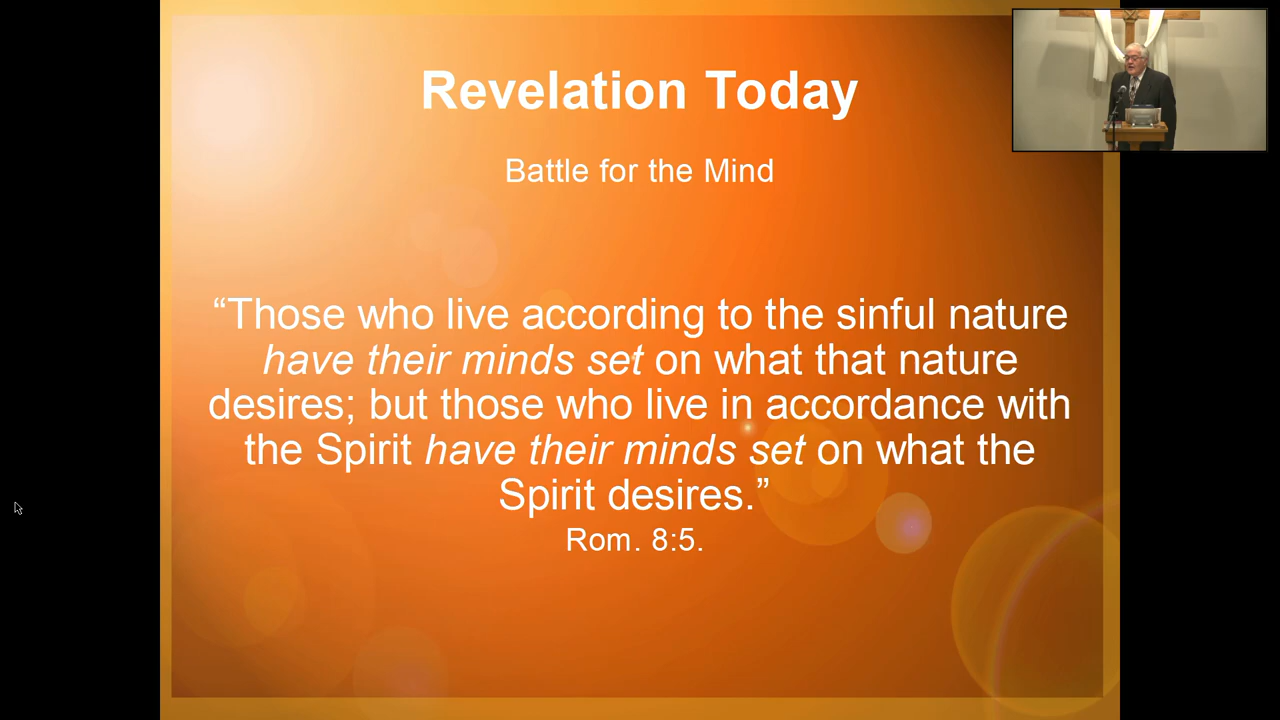 Revelation Today
Battle for the Mind
“Those who live according to the sinful nature
have their minds set on what that nature
desires; but those who live in accordance with
the Spirit have their minds set on what the
Spirit desires.”
Rom. 8:5.